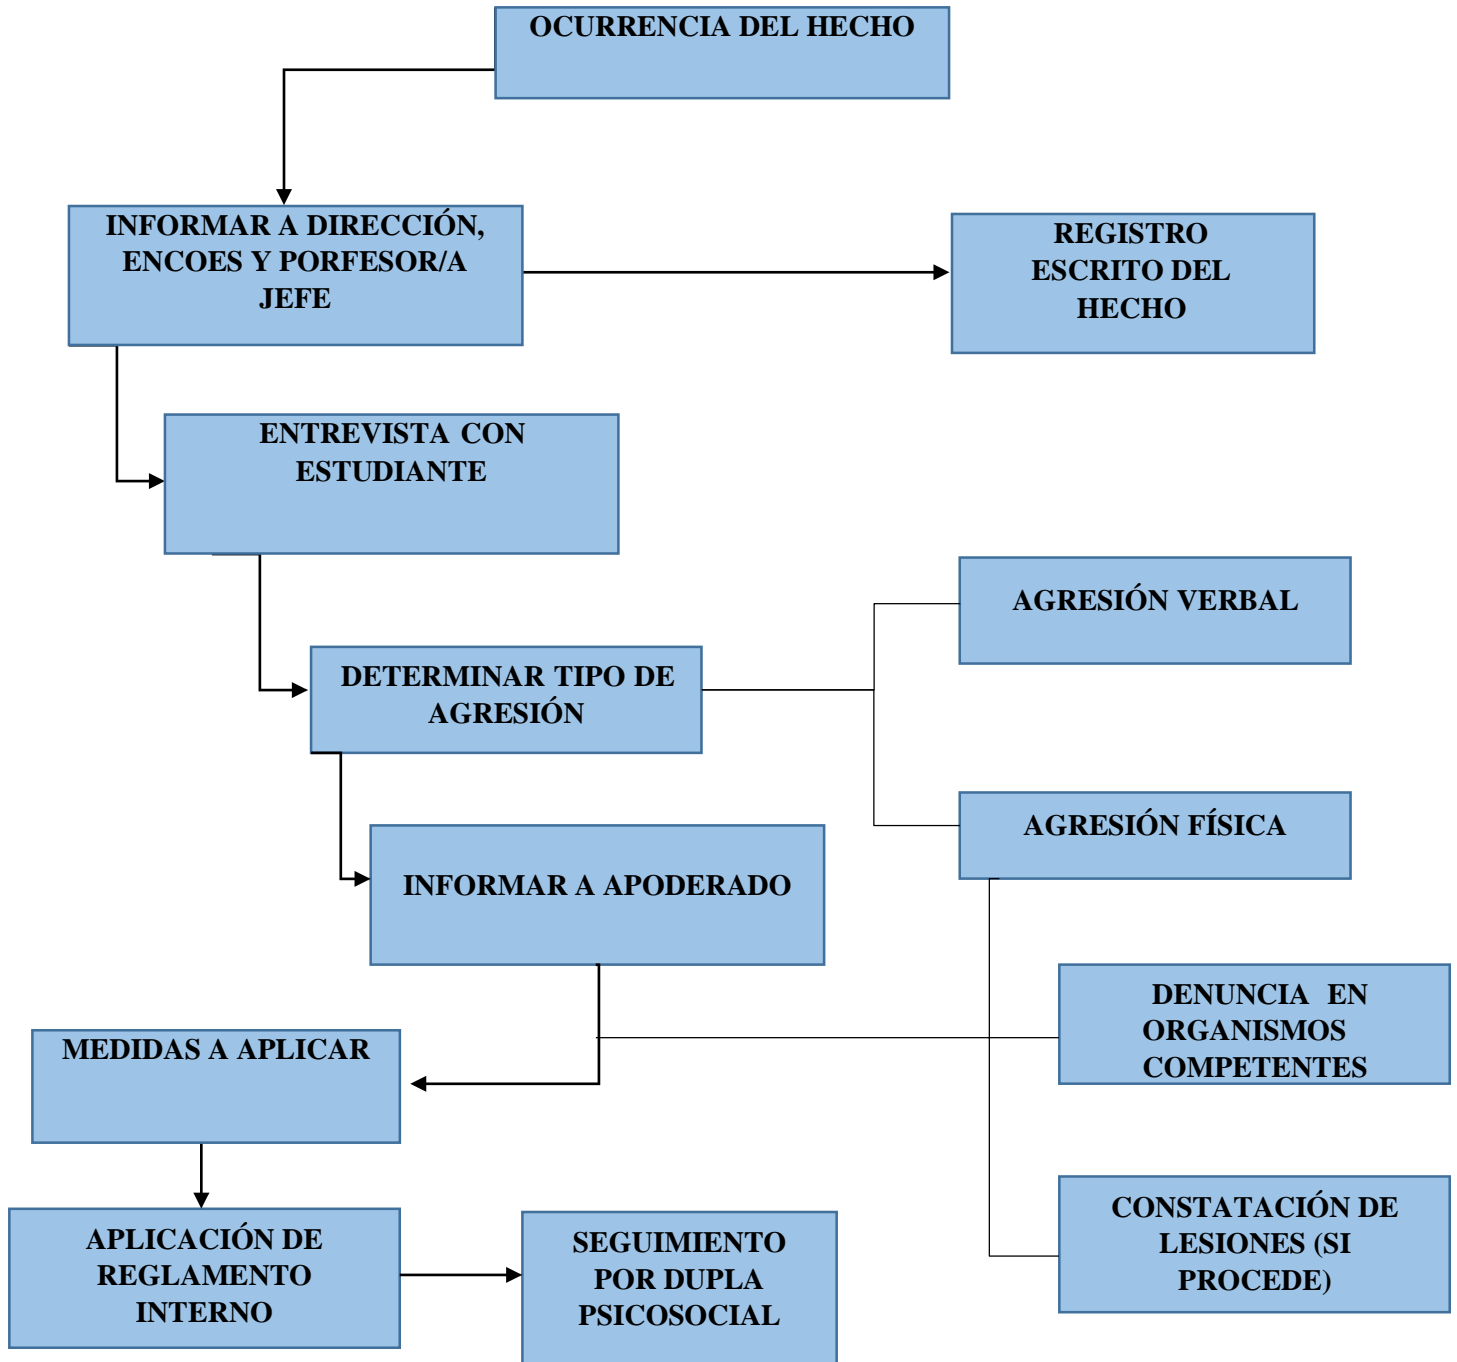 OCURRENCIA DEL HECHO
INFORMAR A DIRECCIÓN,
ENCOES Y PORFESOR/A
JEFE
REGISTRO
ESCRITO DEL
HECHO
ENTREVISTA CON
ESTUDIANTE
AGRESIÓN VERBAL
DETERMINAR TIPO DE
AGRESIÓN
AGRESIÓN FÍSICA
INFORMAR A APODERADO
DENUNCIA EN
ORGANISMOS
COMPETENTES
MEDIDAS A APLICAR
CONSTATACIÓN DE
LESIONES (SI
PROCEDE)
APLICACIÓN DE
REGLAMENTO
INTERNO
SEGUIMIENTO
POR DUPLA
PSICOSOCIAL